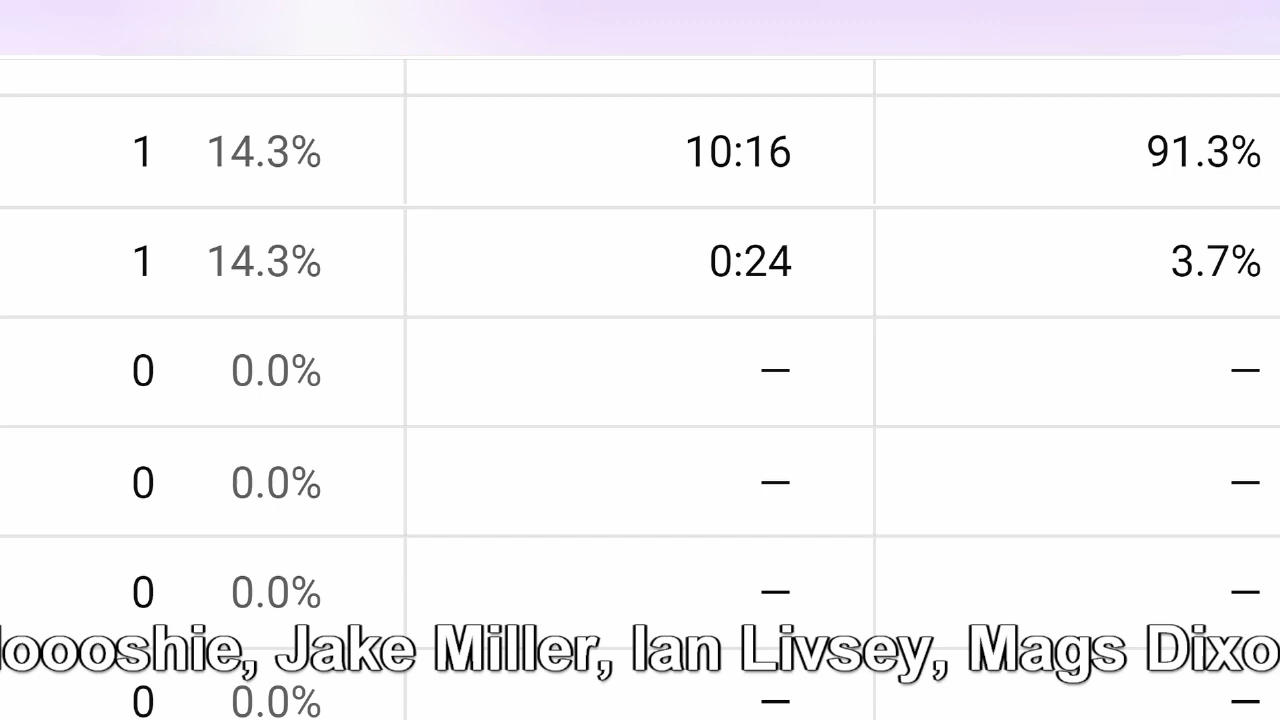 1 14.3% 10:16 91.3%
1 14.3% 0:24 3.7%
0 0.0% — —
0 0.0% — —
0 0.0% — —
Jake Miller, Ian Livsey, Mags
0 0.0% — —